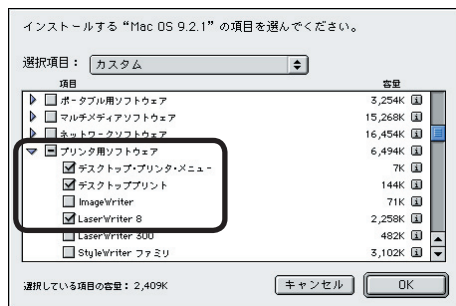 インストールする“Mac OS 9.2.1”の項目を選んでください。
選択項目： カスタム
項目 容量
ポータブル用ソフトウェア 3,254K
マルチメディアソフトウェア 15,268K
ネットワークソフトウェア 16,454K
プリンタ用ソフトウェア 6,494K
デスクトップ・プリンタ・メニュー 7K
デスクトッププリント 144K
ImageWriter 71K
LaserWriter 8 2,258K
LaserWriter 300 482K
StyleWriter ファミリ 3,102K
選択している項目の容量： 2,409K キャンセル OK